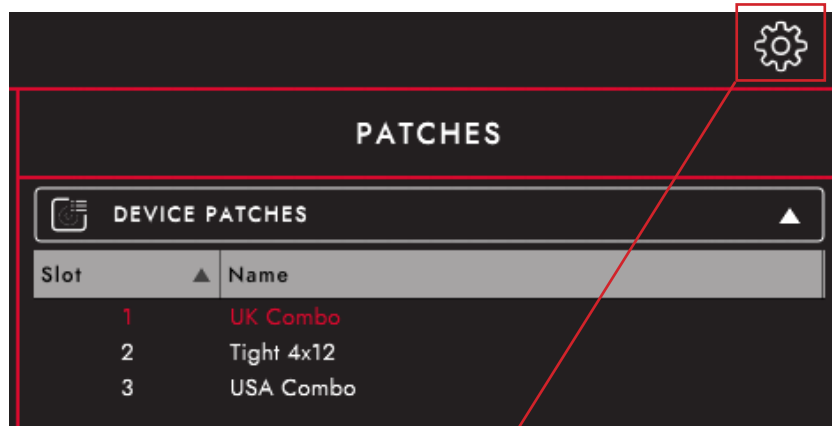 PATCHES
DEVICE PATCHES
Slot Name
1 UK Combo
2 Tight 4x12
3 USA Combo